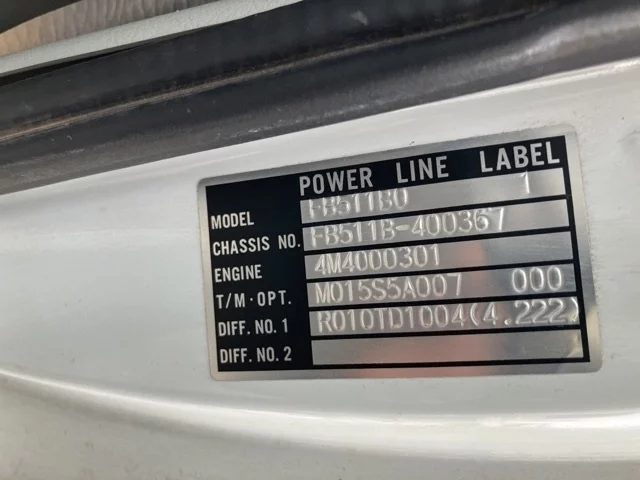 POWER LINE LABEL
MODEL FB511B0 1
CHASSIS NO. FB511B-400367
ENGINE 4M4000301
T/M·OPT. M015S5A007 000
DIFF. NO. 1 R010TD1004(4.222)
DIFF. NO. 2